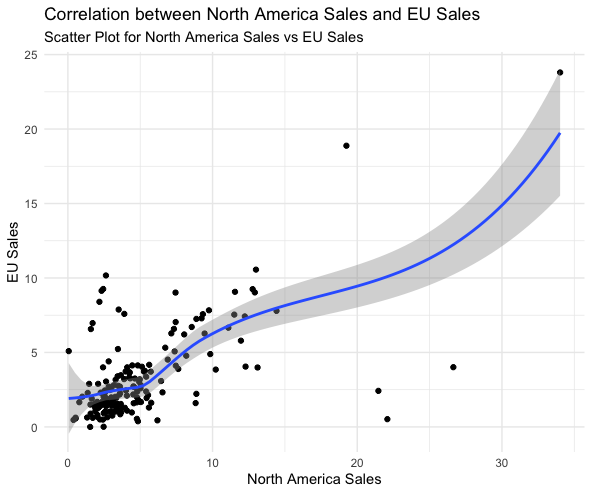 Correlation between North America Sales and EU Sales
Scatter Plot for North America Sales vs EU Sales
25
20
15
10
5
0
EU Sales
0 10 20 30
North America Sales